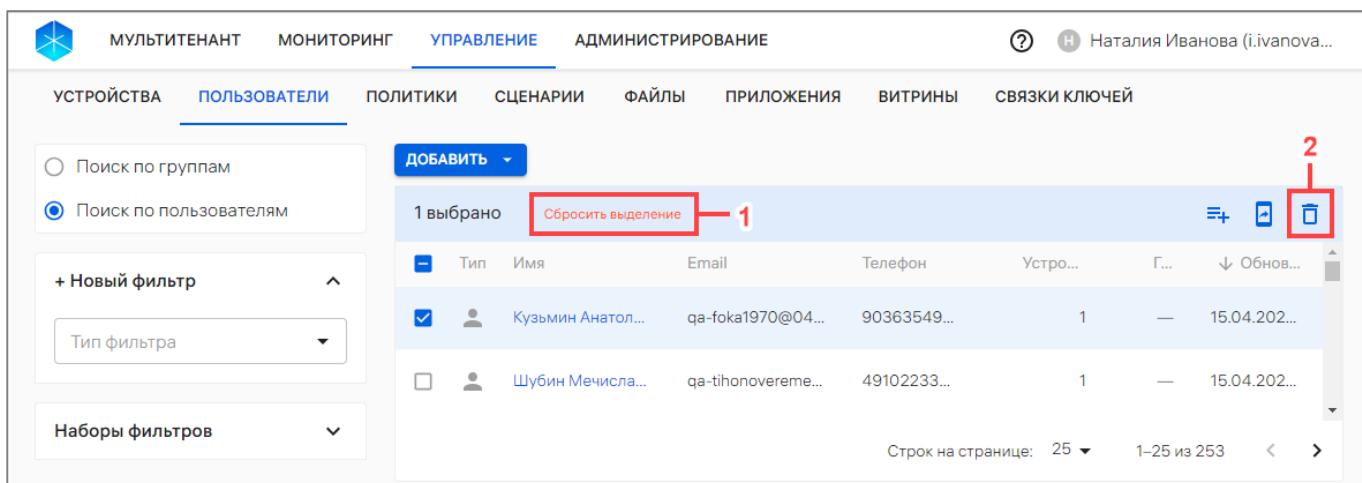 МУЛЬТИТЕНАНТ МОНИТОРИНГ УПРАВЛЕНИЕ АДМИНИСТРИРОВАНИЕ ? Н Наталия Иванова (i.ivanova...
УСТРОЙСТВА ПОЛЬЗОВАТЕЛИ ПОЛИТИКИ СЦЕНАРИИ ФАЙЛЫ ПРИЛОЖЕНИЯ ВИТРИНЫ СВЯЗКИ КЛЮЧЕЙ
Поиск по группам
Поиск по пользователям
+ Новый фильтр
Тип фильтра
Наборы фильтров
ДОБАВИТЬ
2
1 выбрано Сбросить выделение 1
Тип Имя Email Телефон Устро... Г... ↓ Обнов...
Кузьмин Анатол... qa-foka1970@04... 90363549... 1 — 15.04.202...
Шубин Мечисла... qa-tihonovereme... 49102233... 1 — 15.04.202...
Строк на странице: 25 1–25 из 253